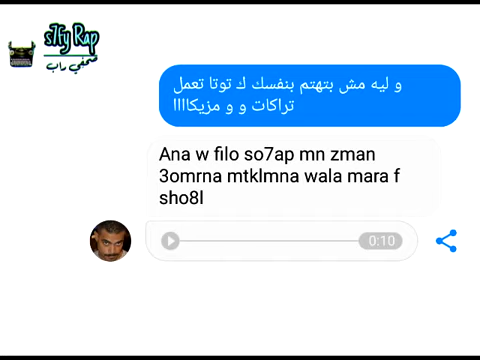 s7fy Rap
صحفي راب
و ليه مش بتهتم بنفسك ك توتا تعمل
تراكات و و مزيكاااا
Ana w filo so7ap mn zman
3omrna mtklmna wala mara f
sho8l
0:10